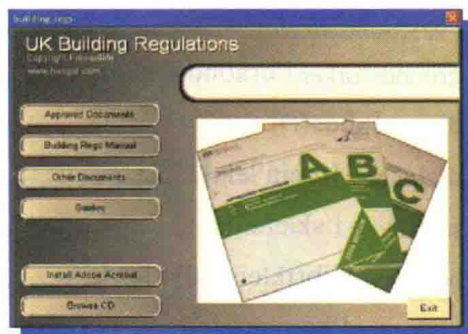 building regs
UK Building Regulations
Copyright
Approved Documents
Building Regs Manual
Other Documents
Guides
Install Adobe Acrobat
Browse CD
A
B
C
Exit